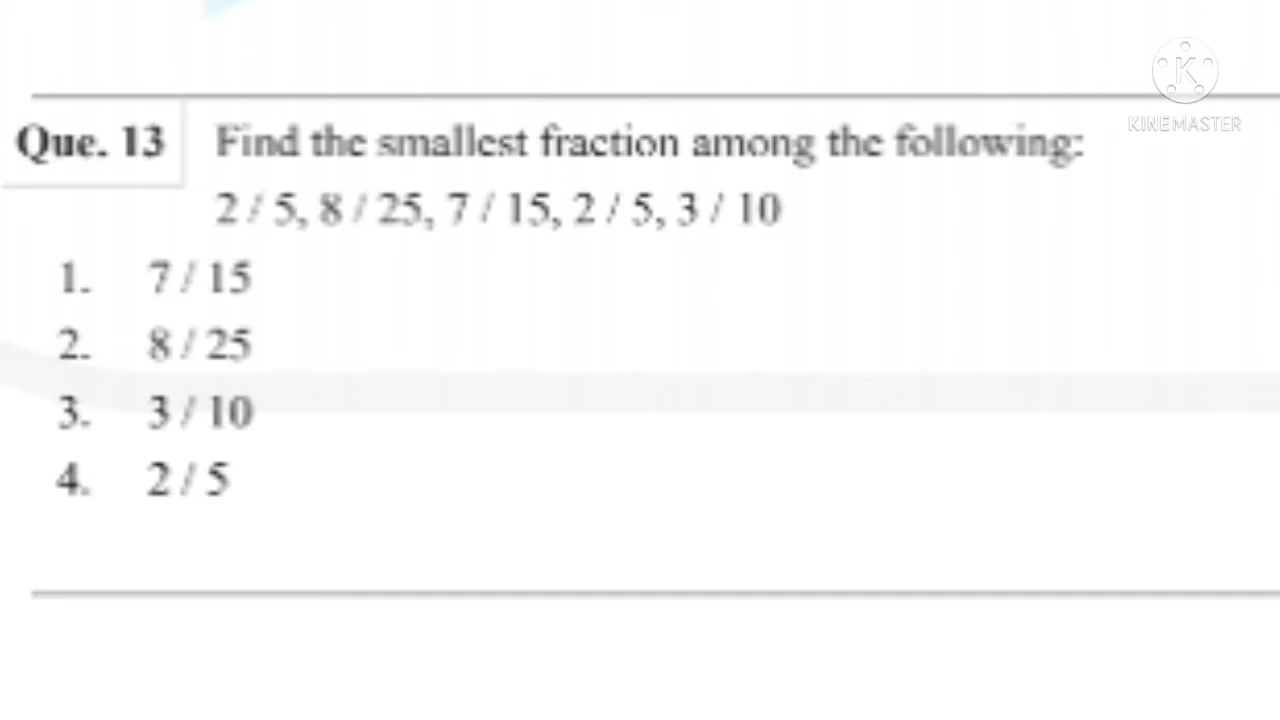 K
KINEMASTER
Que. 13 Find the smallest fraction among the following:
2 / 5, 8 / 25, 7 / 15, 2 / 5, 3 / 10
1. 7 / 15
2. 8 / 25
3. 3 / 10
4. 2 / 5